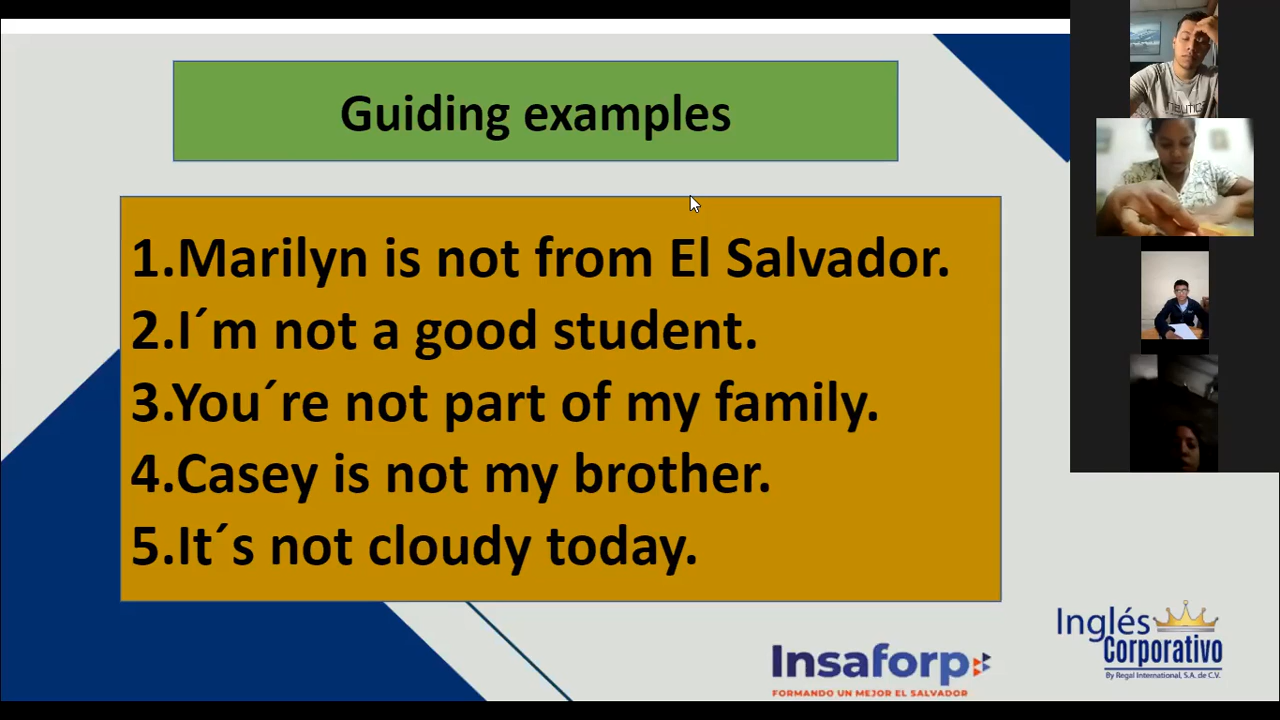 Guiding examples
1.Marilyn is not from El Salvador.
2.I´m not a good student.
3.You´re not part of my family.
4.Casey is not my brother.
5.It´s not cloudy today.
Insaforp
FORMANDO UN MEJOR EL SALVADOR
Inglés
Corporativo
By Regal International, S.A. de C.V.